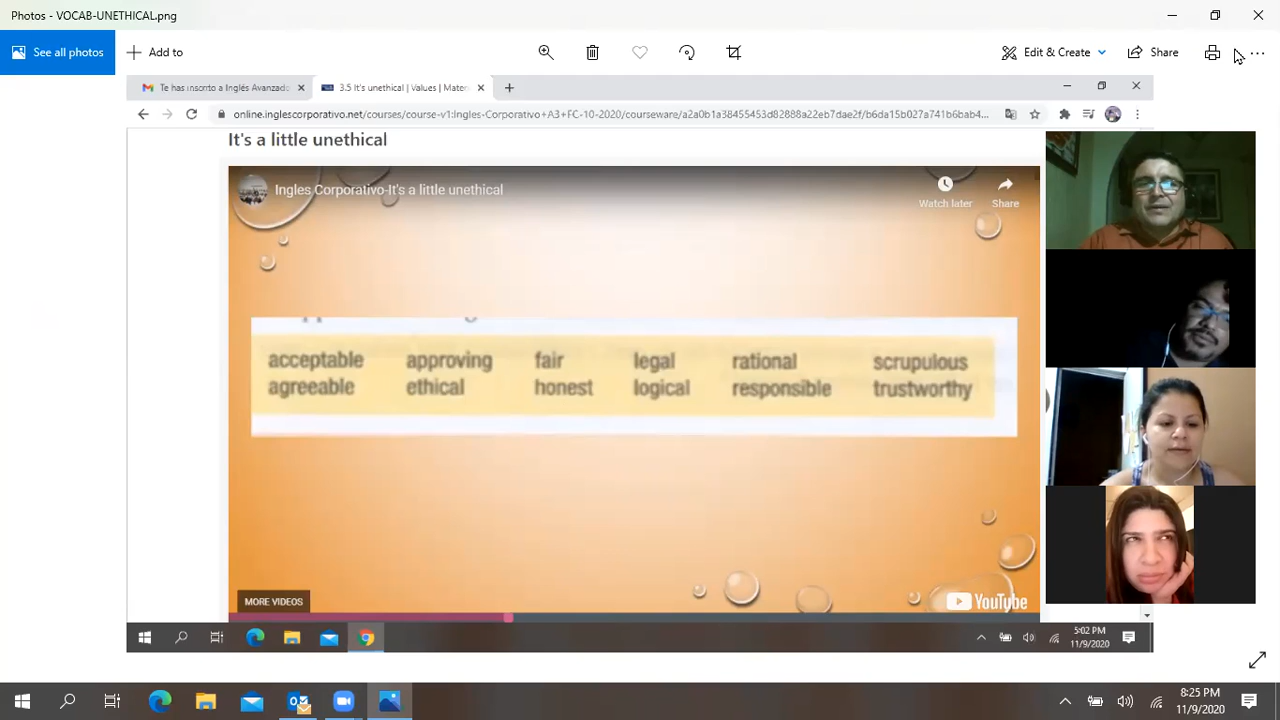 Photos - VOCAB-UNETHICAL.png
See all photos
Add to
Edit & Create
Share
Te has inscrito a Inglés Avanzado
3.5 It's unethical | Values | Mater
online.inglescorporativo.net/courses/course-v1:Ingles-Corporativo+A3+FC-10-2020/courseware/a2a0b1a38455453d82888a22eb7dae2f/b6da15b027a741b6bab4...
It's a little unethical
Ingles Corporativo-It's a little unethical
Watch later
Share
acceptable approving fair legal rational scrupulous
agreeable ethical honest logical responsible trustworthy
MORE VIDEOS
YouTube
5:02 PM
11/9/2020
8:25 PM
11/9/2020